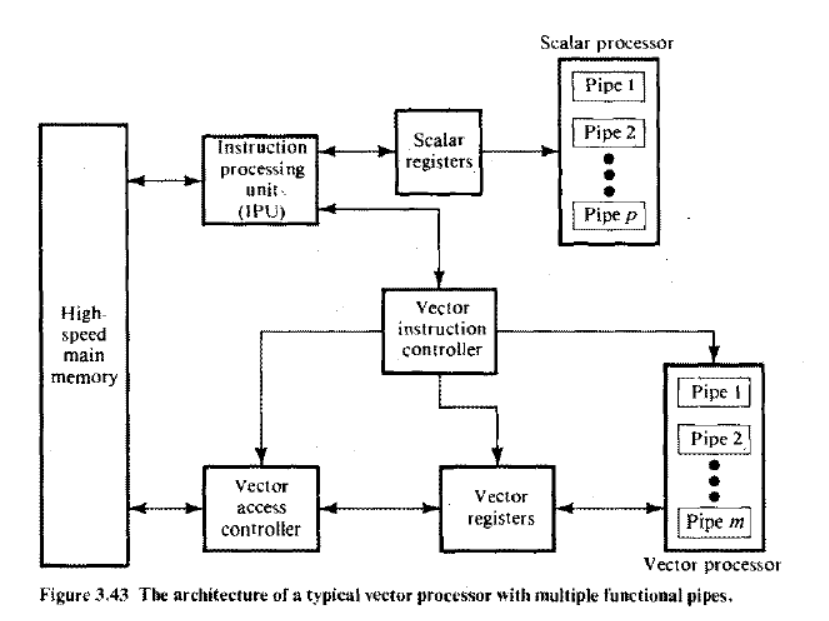 Scalar processor
Pipe 1
Pipe 2
Pipe p
Scalar
registers
Instruction
processing
unit
(IPU)
High-
speed
main
memory
Vector
instruction
controller
Pipe 1
Pipe 2
Pipe m
Vector processor
Vector
access
controller
Vector
registers
Figure 3.43 The architecture of a typical vector processor with multiple functional pipes.